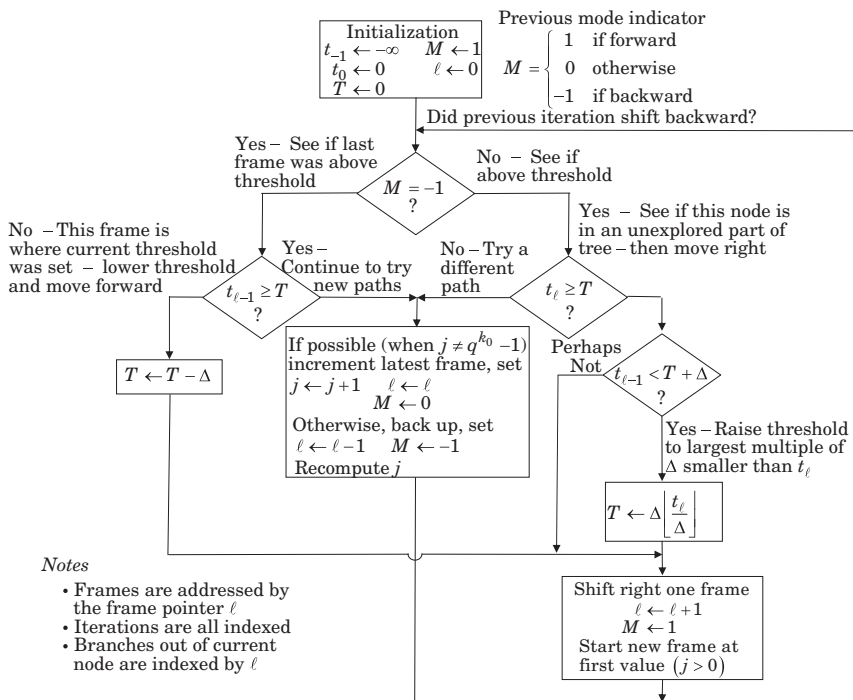 Initialization
t₋₁ ← −∞ M ← 1
t₀ ← 0 ℓ ← 0
T ← 0
Previous mode indicator
M = { 1 if forward
0 otherwise
−1 if backward
Did previous iteration shift backward?
Yes – See if last
frame was above
threshold
No – See if
above threshold
M = −1
?
No – This frame is
where current threshold
was set – lower threshold
and move forward
Yes –
Continue to try
new paths
No – Try a
different
path
Yes – See if this node is
in an unexplored part of
tree – then move right
t_{ℓ−1} ≥ T
?
t_ℓ ≥ T
?
T ← T − Δ
If possible (when j ≠ q^{k₀} −1)
increment latest frame, set
j ← j + 1 ℓ ← ℓ
M ← 0
Otherwise, back up, set
ℓ ← ℓ − 1 M ← −1
Recompute j
Perhaps
Not
t_{ℓ−1} < T + Δ
?
Yes – Raise threshold
to largest multiple of
Δ smaller than t_ℓ
T ← Δ⌊t_ℓ/Δ⌋
Notes
• Frames are addressed by
the frame pointer ℓ
• Iterations are all indexed
• Branches out of current
node are indexed by ℓ
Shift right one frame
ℓ ← ℓ + 1
M ← 1
Start new frame at
first value (j > 0)